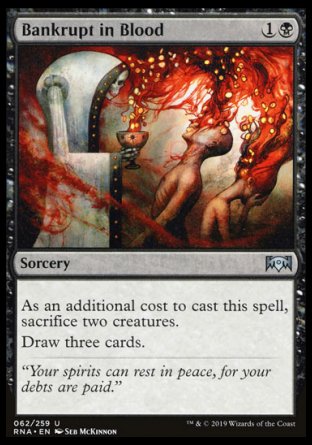 Bankrupt in Blood 1
Sorcery
As an additional cost to cast this spell,
sacrifice two creatures.
Draw three cards.
“Your spirits can rest in peace, for your
debts are paid.”
062/259 U
RNA • EN SEB MCKINNON ™ & © 2019 Wizards of the Coast